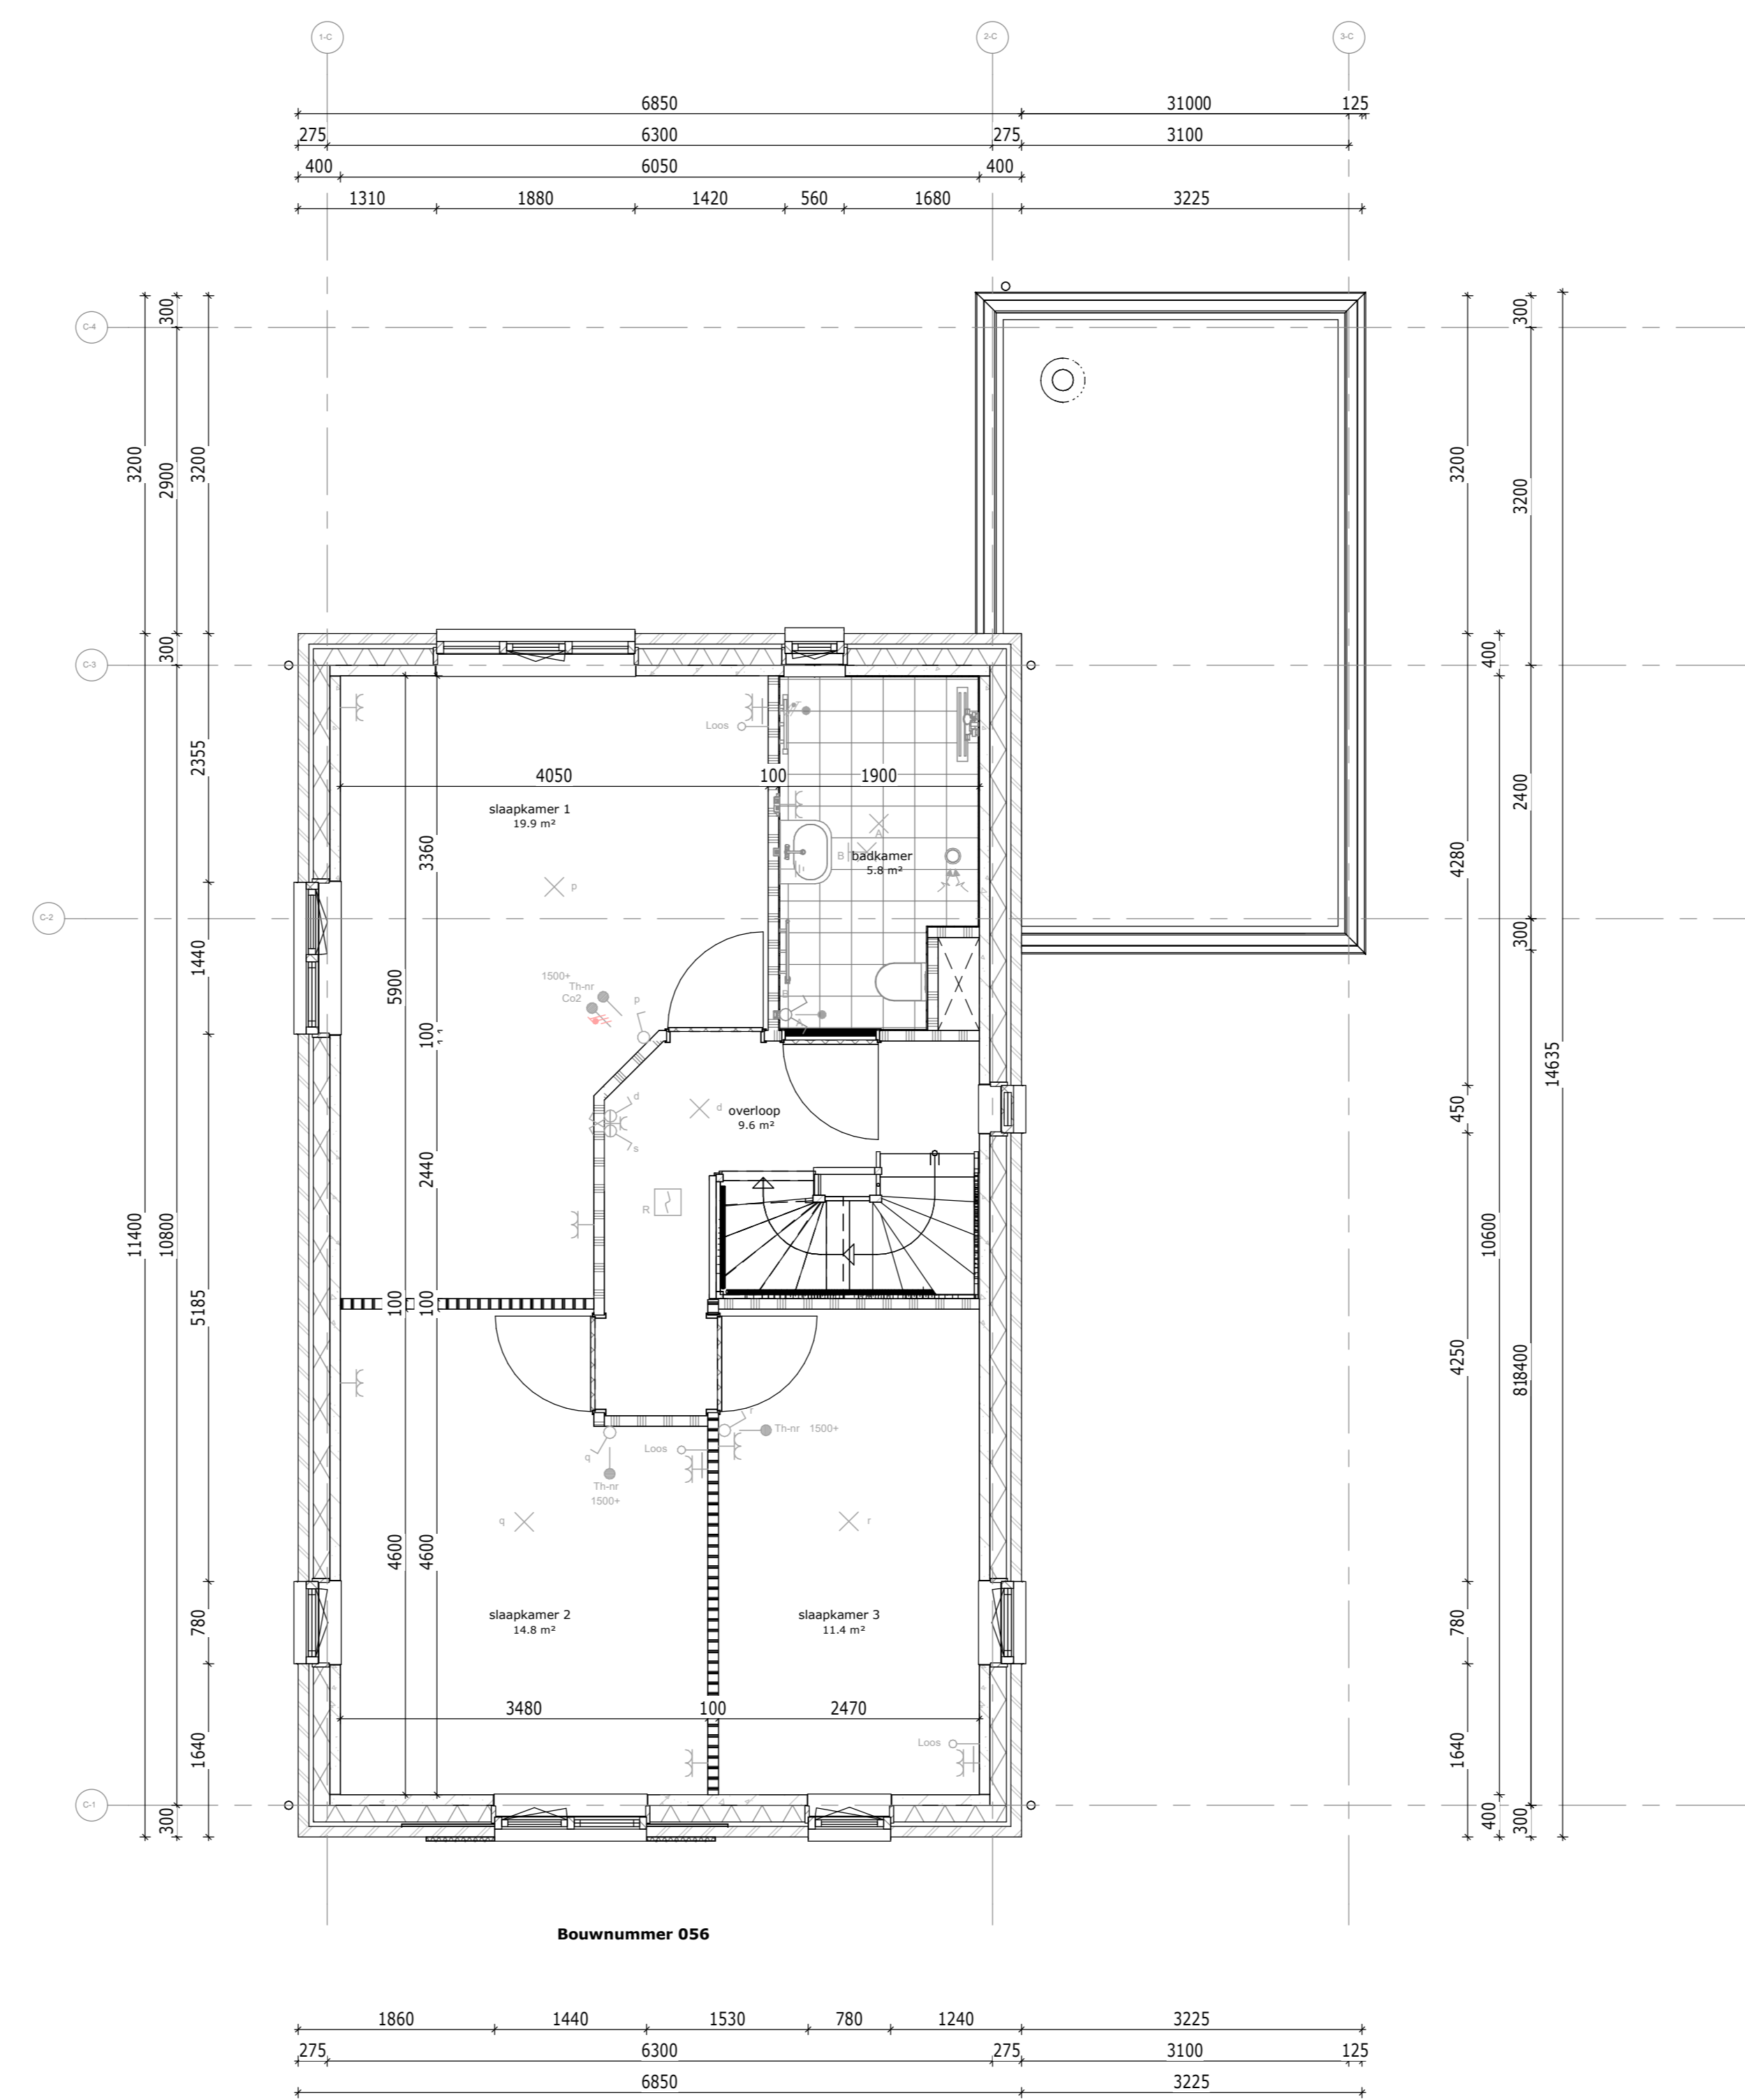 1-C 2-C 3-C
6850 31000 125
275 6300 275 3100
400 6050 400
1310 1880 1420 560 1680 3225
C-4
300
300
3200
2900
3200
3200
3200
C-3
300
400
Loos
2355
4050 100 1900
2400
slaapkamer 1
19.9 m²
3360
A
B badkamer
5.8 m²
4280
p
C-2
300
1440
5900
1500+
Th-nr
Co2
p
B
A
100
14635
d
d overloop
9.6 m²
450
s
2440
R
11400
10800
10600
5185
100
100
4250
818400
r
Th-nr 1500+
Loos
q
Th-nr
1500+
q
r
4600
4600
slaapkamer 2
14.8 m²
slaapkamer 3
11.4 m²
780
780
3480 100 2470
1640
Loos
1640
C-1
300
400
300
Bouwnummer 056
1860 1440 1530 780 1240 3225
275 6300 275 3100 125
6850 3225